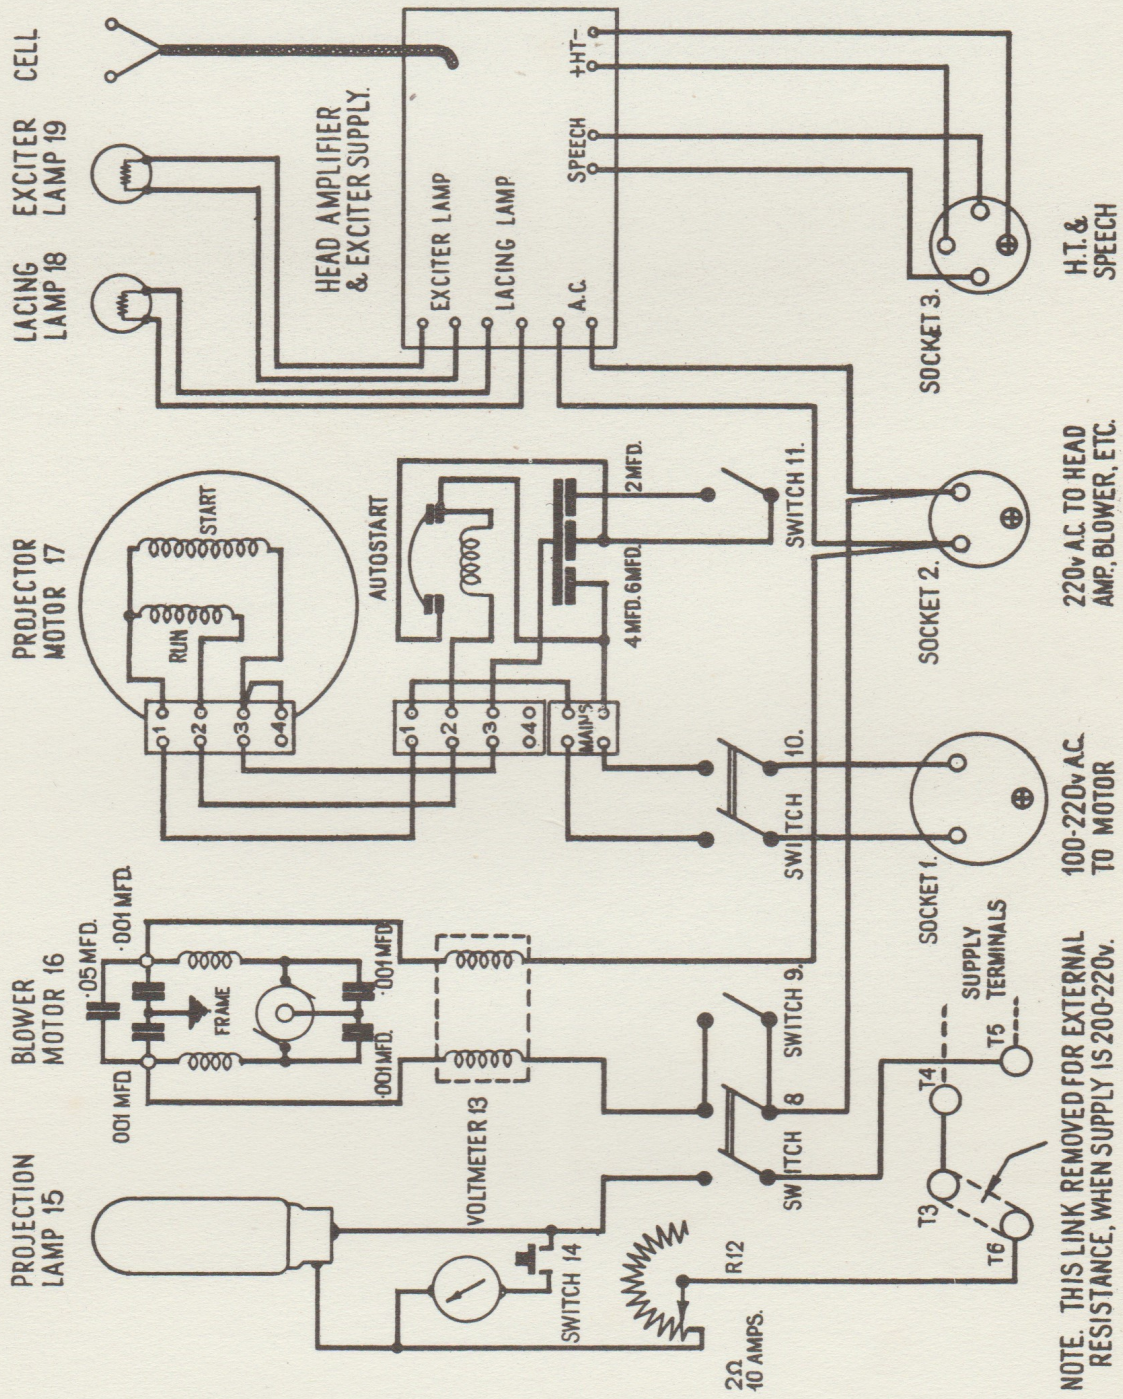 PROJECTION
LAMP 15
BLOWER
MOTOR 16
PROJECTOR
MOTOR 17
LACING
LAMP 18
EXCITER
LAMP 19
CELL
.05 MFD.
.001 MFD.
001 MFD
FRAME
.001 MFD.
.001 MFD
RUN
START
1
2
3
4
AUTOSTART
1
2
3
4
MAINS
4 MFD. 6 MFD.
2 MFD.
HEAD AMPLIFIER
& EXCITER SUPPLY.
EXCITER LAMP
LACING LAMP
A.C.
SPEECH
+HT-
VOLTMETER 13
SWITCH 14
R12
2Ω
10 AMPS.
SWITCH 8
SWITCH 9.
SWITCH 10.
SWITCH 11.
T3
T4
T5
T6
SUPPLY
TERMINALS
SOCKET 1.
SOCKET 2.
SOCKET 3.
NOTE. THIS LINK REMOVED FOR EXTERNAL
RESISTANCE, WHEN SUPPLY IS 200-220v.
100-220v A.C.
TO MOTOR
220v A.C. TO HEAD
AMP., BLOWER, ETC.
H.T. &
SPEECH